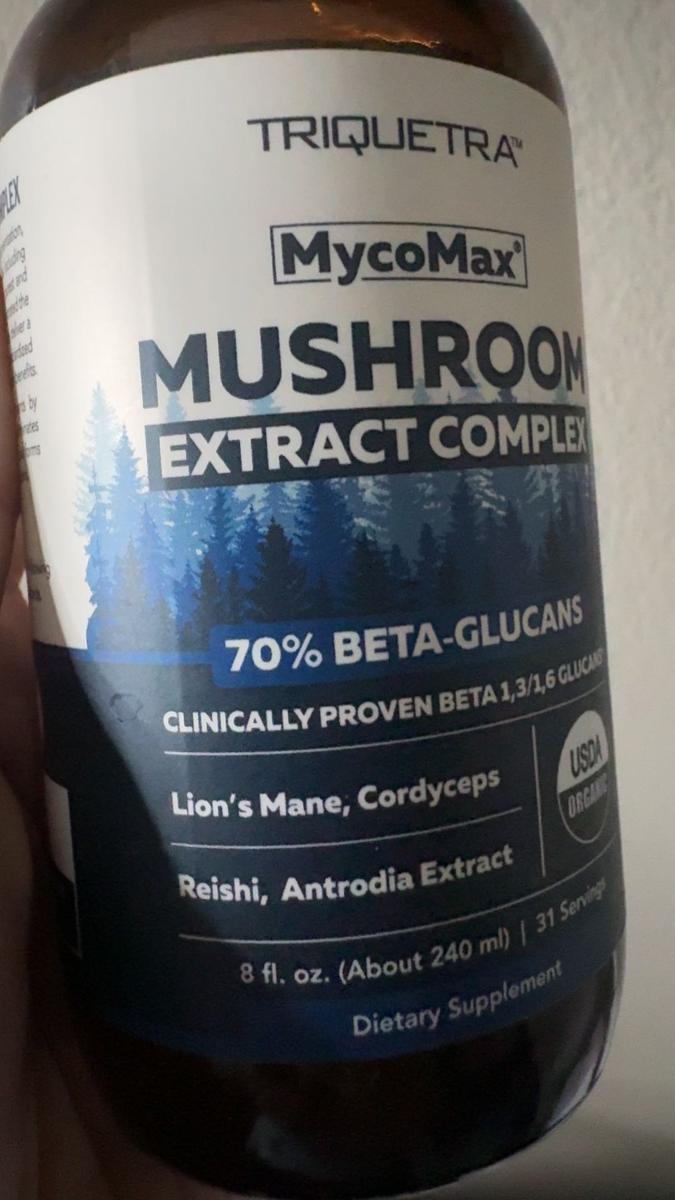 TRIQUETRA™
MycoMax®
MUSHROOM
EXTRACT COMPLEX
70% BETA-GLUCANS
CLINICALLY PROVEN BETA 1,3/1,6 GLUCANS
Lion's Mane, Cordyceps
Reishi, Antrodia Extract
USDA
ORGANIC
8 fl. oz. (About 240 ml) | 31 Servings
Dietary Supplement